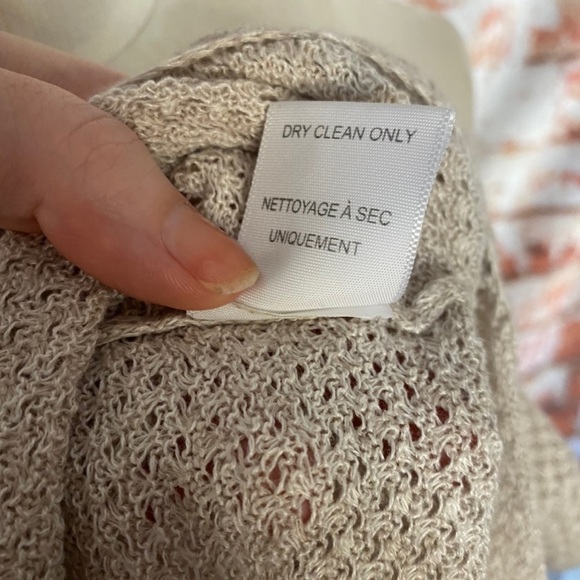 DRY CLEAN ONLY
NETTOYAGE À SEC
UNIQUEMENT